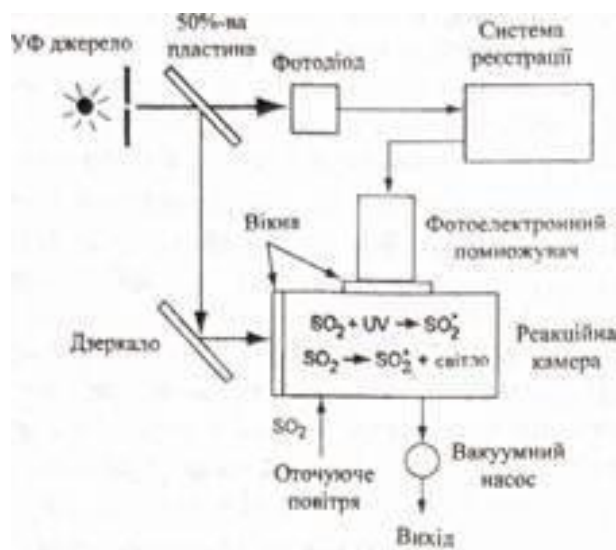 50%-ва
пластина
УФ джерело
Фотодіод
Система
реєстрації
Вікна
Фотоелектронний
помножувач
Дзеркало
SO₂ + UV → SO₂*
SO₂ → SO₂* + світло
Реакційна
камера
SO₂
Оточуюче
повітря
Вакуумний
насос
Вихід